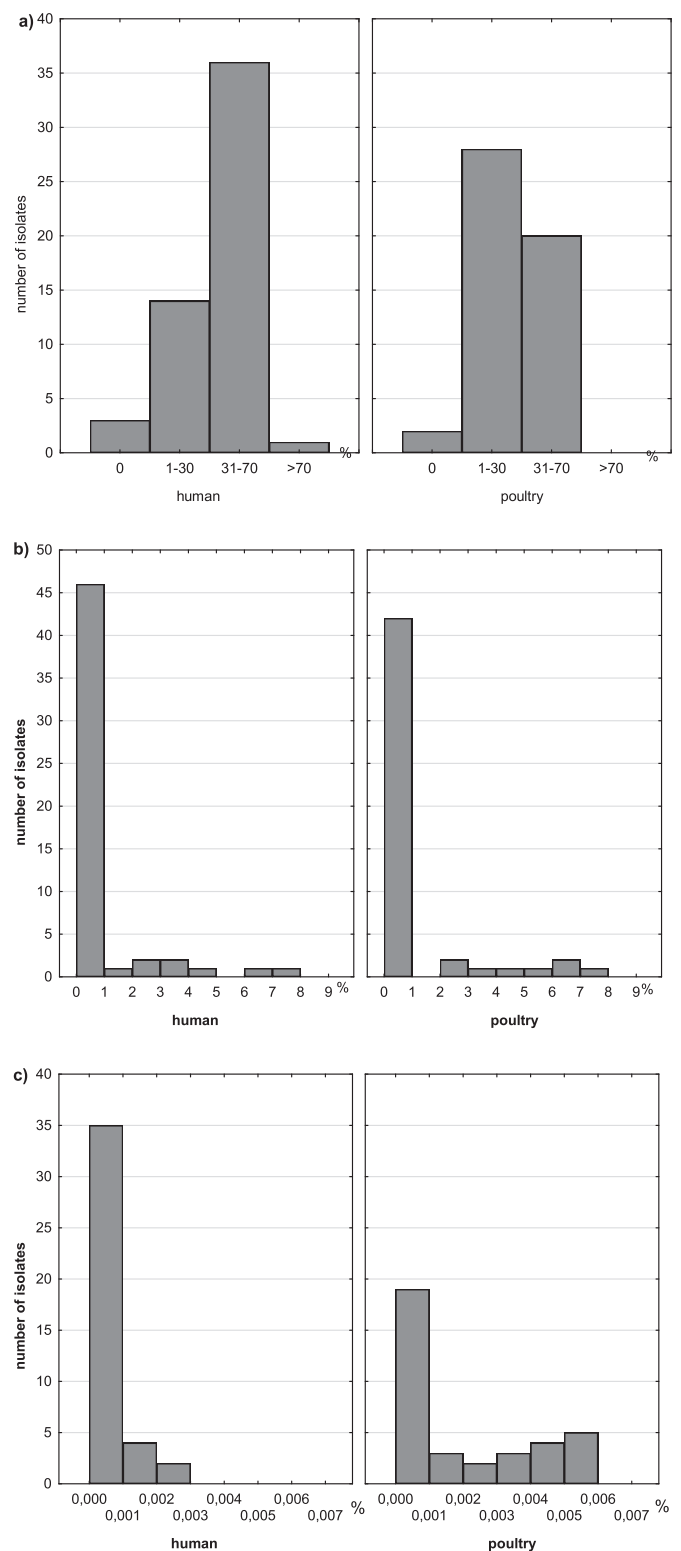 a) 40
35
30
25
20
15
10
5
0
number of isolates
0 1-30 31-70 >70 %
human
0 1-30 31-70 >70 %
poultry
b) 50
45
40
35
30
25
20
15
10
5
0
number of isolates
0 1 2 3 4 5 6 7 8 9 %
human
0 1 2 3 4 5 6 7 8 9 %
poultry
c) 40
35
30
25
20
15
10
5
0
number of isolates
0,000 0,002 0,004 0,006
0,001 0,003 0,005 0,007 %
human
0,000 0,002 0,004 0,006
0,001 0,003 0,005 0,007 %
poultry